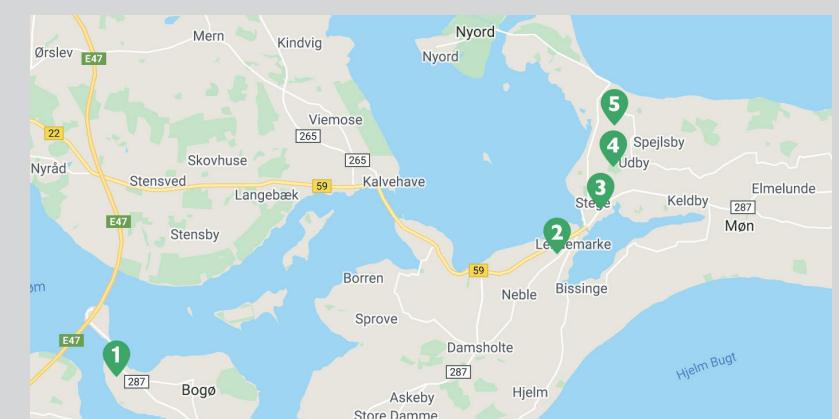 Mern
Kindvig
Nyord
Ørslev
E47
Nyord
5
Viemose
22
265
4
Spejlsby
Skovhuse
265
Udby
Nyråd
Stensved
59
Kalvehave
3
Elmelunde
Langebæk
Stege
Keldby
287
E47
Møn
Stensby
2
Lendemarke
59
Borren
Bissinge
Neble
Sprove
E47
Damsholte
1
Hjelm Bugt
287
287
Bogø
Askeby
Hjelm
Store Damme